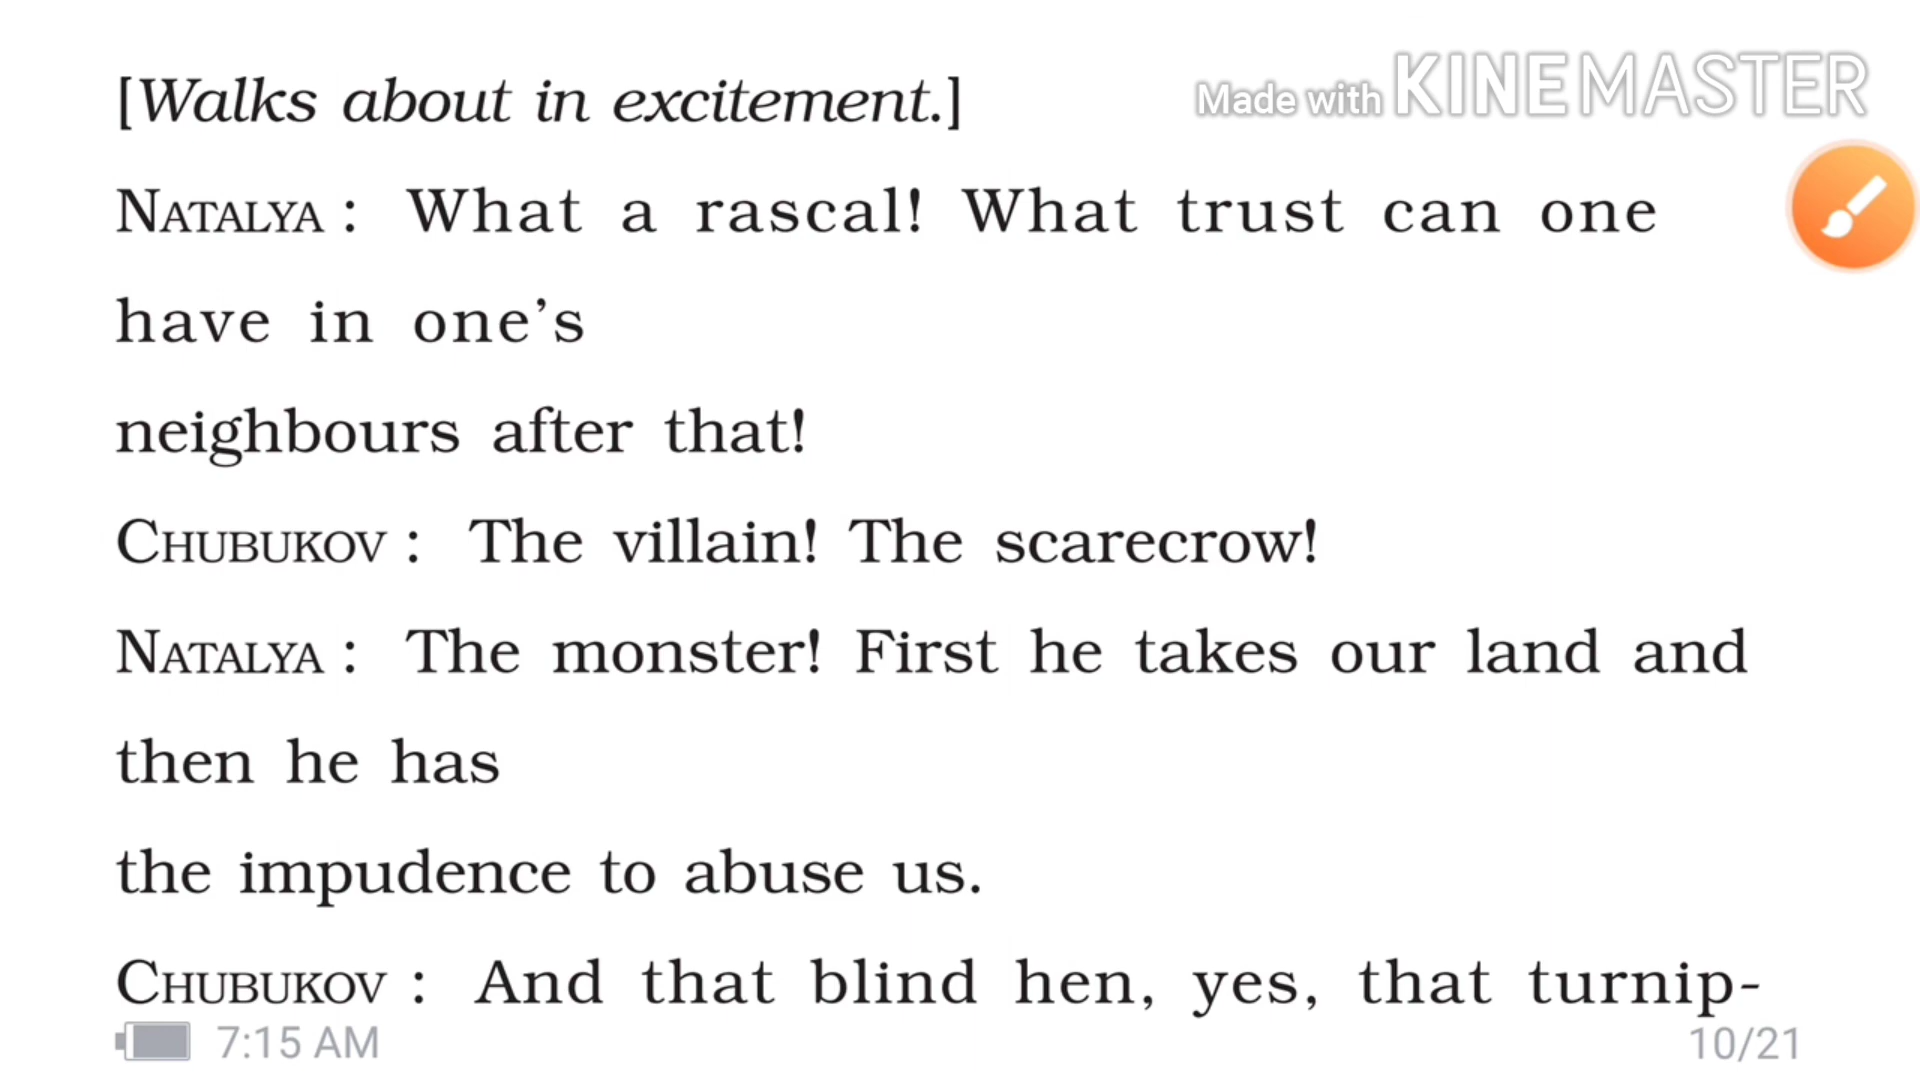 [Walks about in excitement.]
Made with KINEMASTER
NATALYA : What a rascal! What trust can one
have in one’s
neighbours after that!
CHUBUKOV : The villain! The scarecrow!
NATALYA : The monster! First he takes our land and
then he has
the impudence to abuse us.
CHUBUKOV : And that blind hen, yes, that turnip-
7:15 AM
10/21